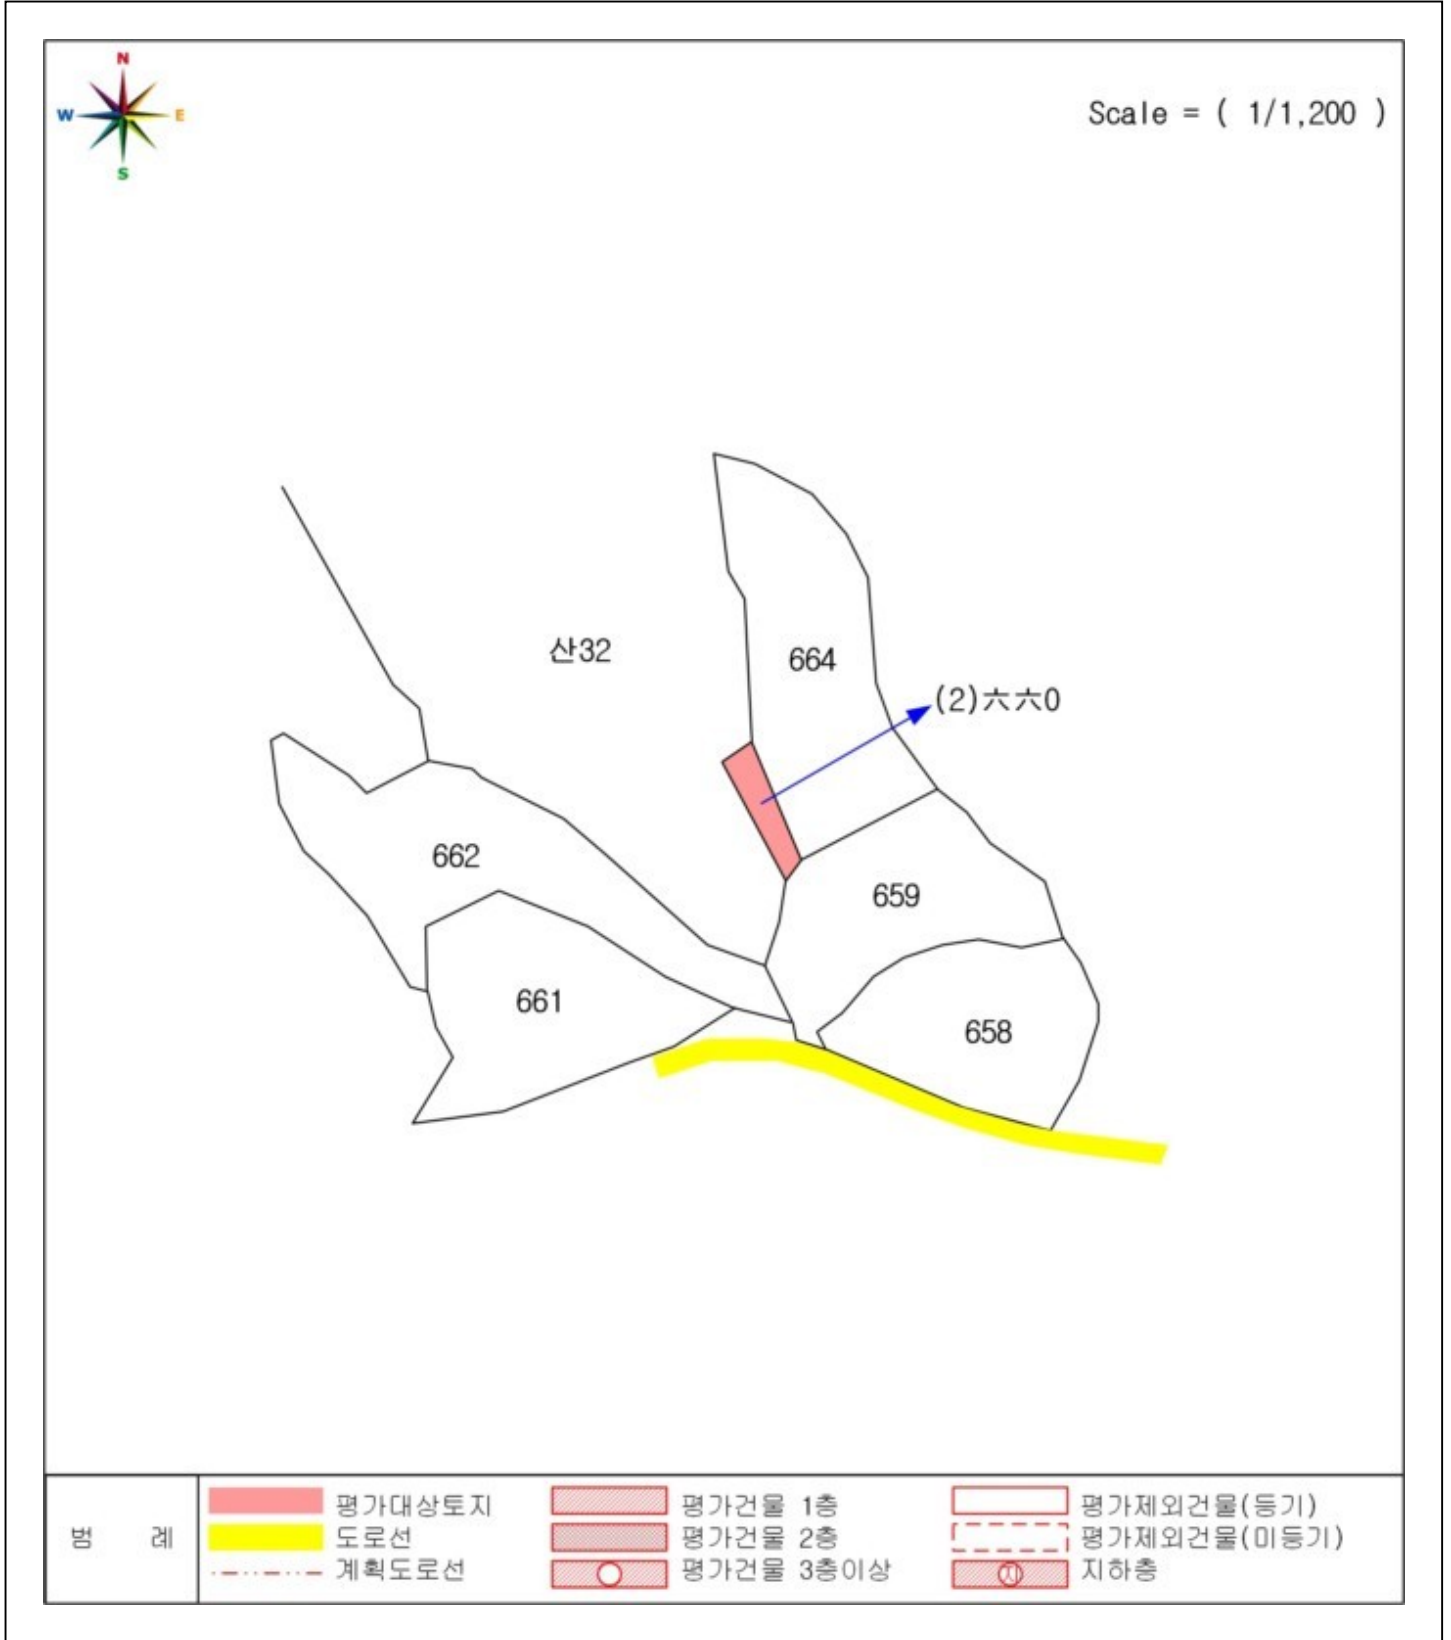 N
W E
S
Scale = ( 1/1,200 )
산32
664
(2)六六0
662
659
661
658
범 례
평가대상토지
도로선
계획도로선
평가건물 1층
평가건물 2층
평가건물 3층이상
평가제외건물(등기)
평가제외건물(미등기)
지 지하층